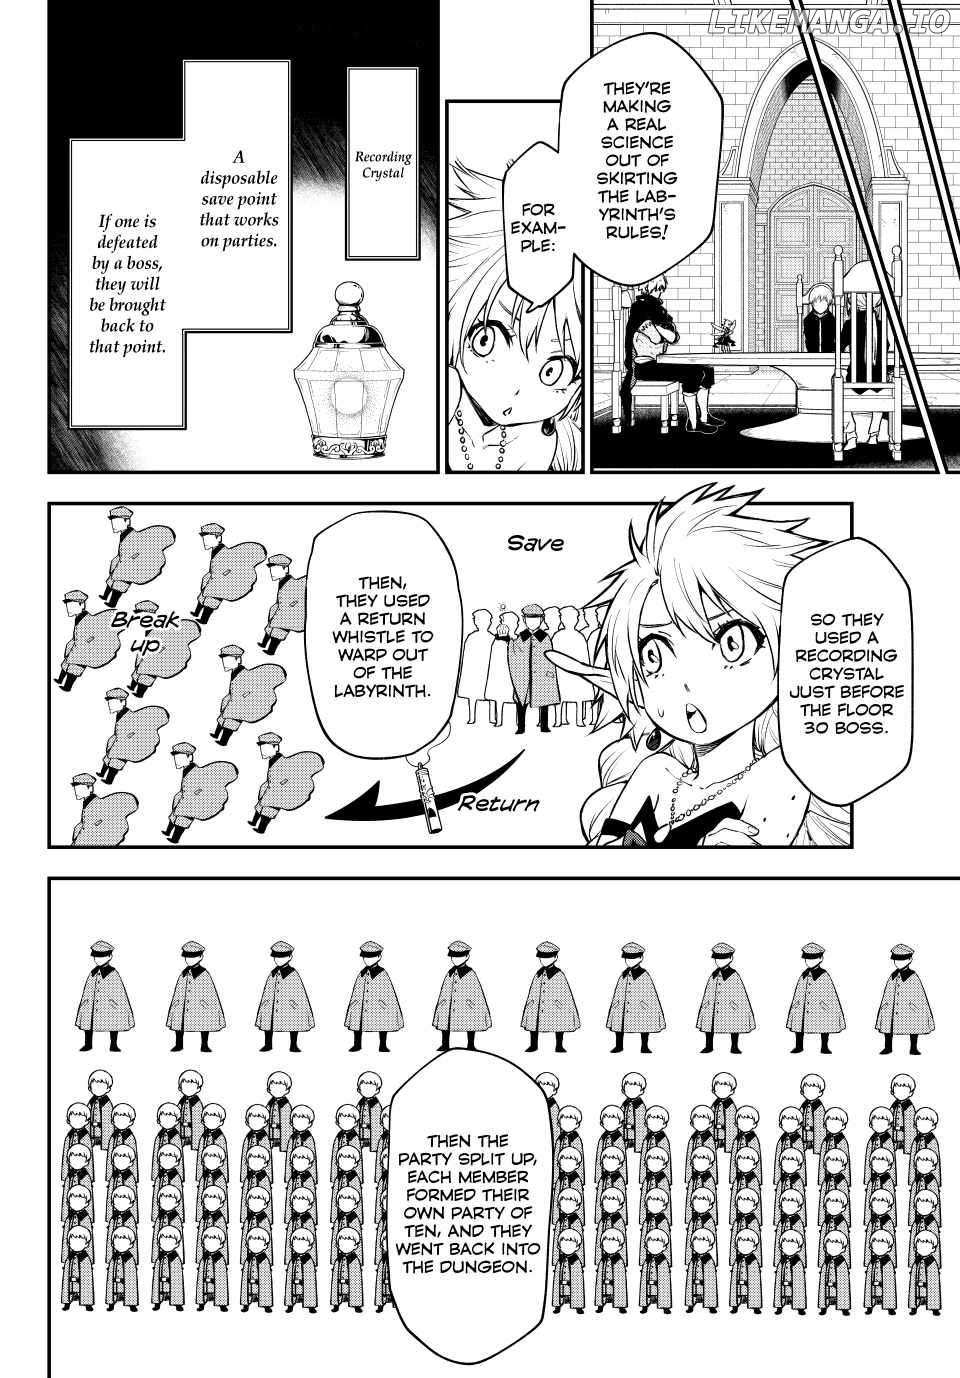 LIKEMANGA.IO
THEY'RE
MAKING
A REAL
SCIENCE
OUT OF
SKIRTING
THE LAB-
YRINTH'S
RULES!
FOR
EXAM-
PLE:
Recording
Crystal
A
disposable
save point
that works
on parties.
If one is
defeated
by a boss,
they will
be brought
back to
that point.
SO THEY
USED A
RECORDING
CRYSTAL
JUST BEFORE
THE FLOOR
30 BOSS.
Save
THEN,
THEY USED
A RETURN
WHISTLE TO
WARP OUT
OF THE
LABYRINTH.
Return
Break
up
THEN THE
PARTY SPLIT UP,
EACH MEMBER
FORMED THEIR
OWN PARTY OF
TEN, AND THEY
WENT BACK INTO
THE DUNGEON.